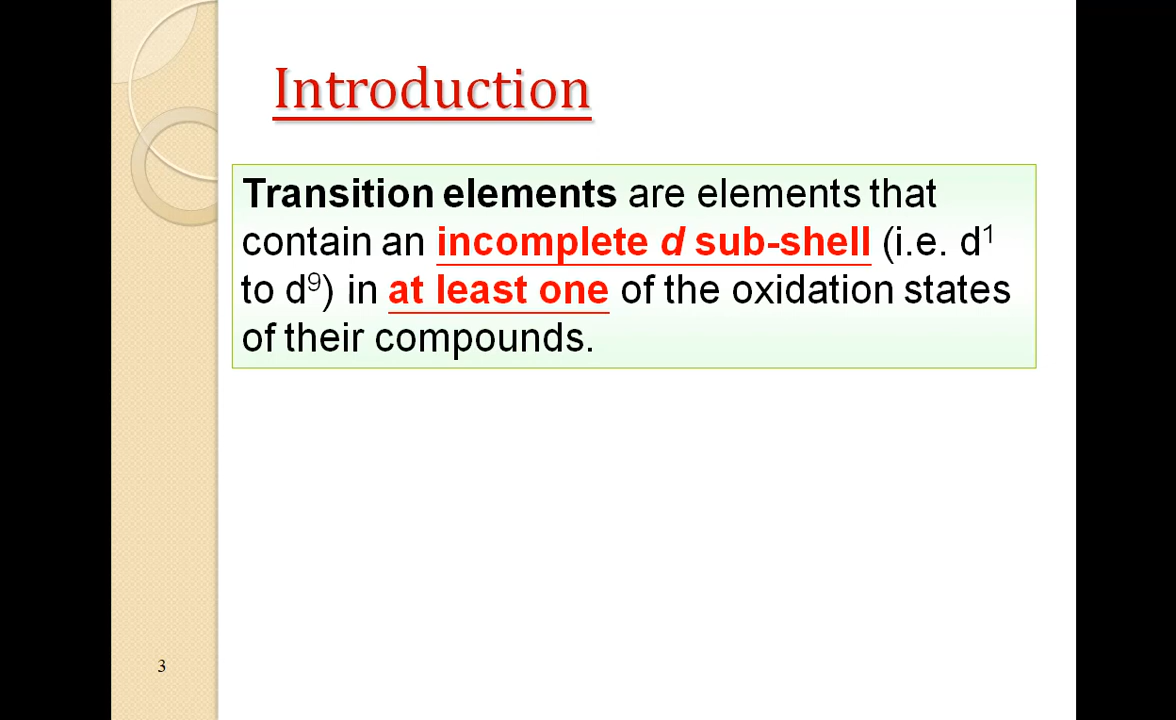 Introduction
Transition elements are elements that
contain an incomplete d sub-shell (i.e. d¹
to d⁹) in at least one of the oxidation states
of their compounds.
3